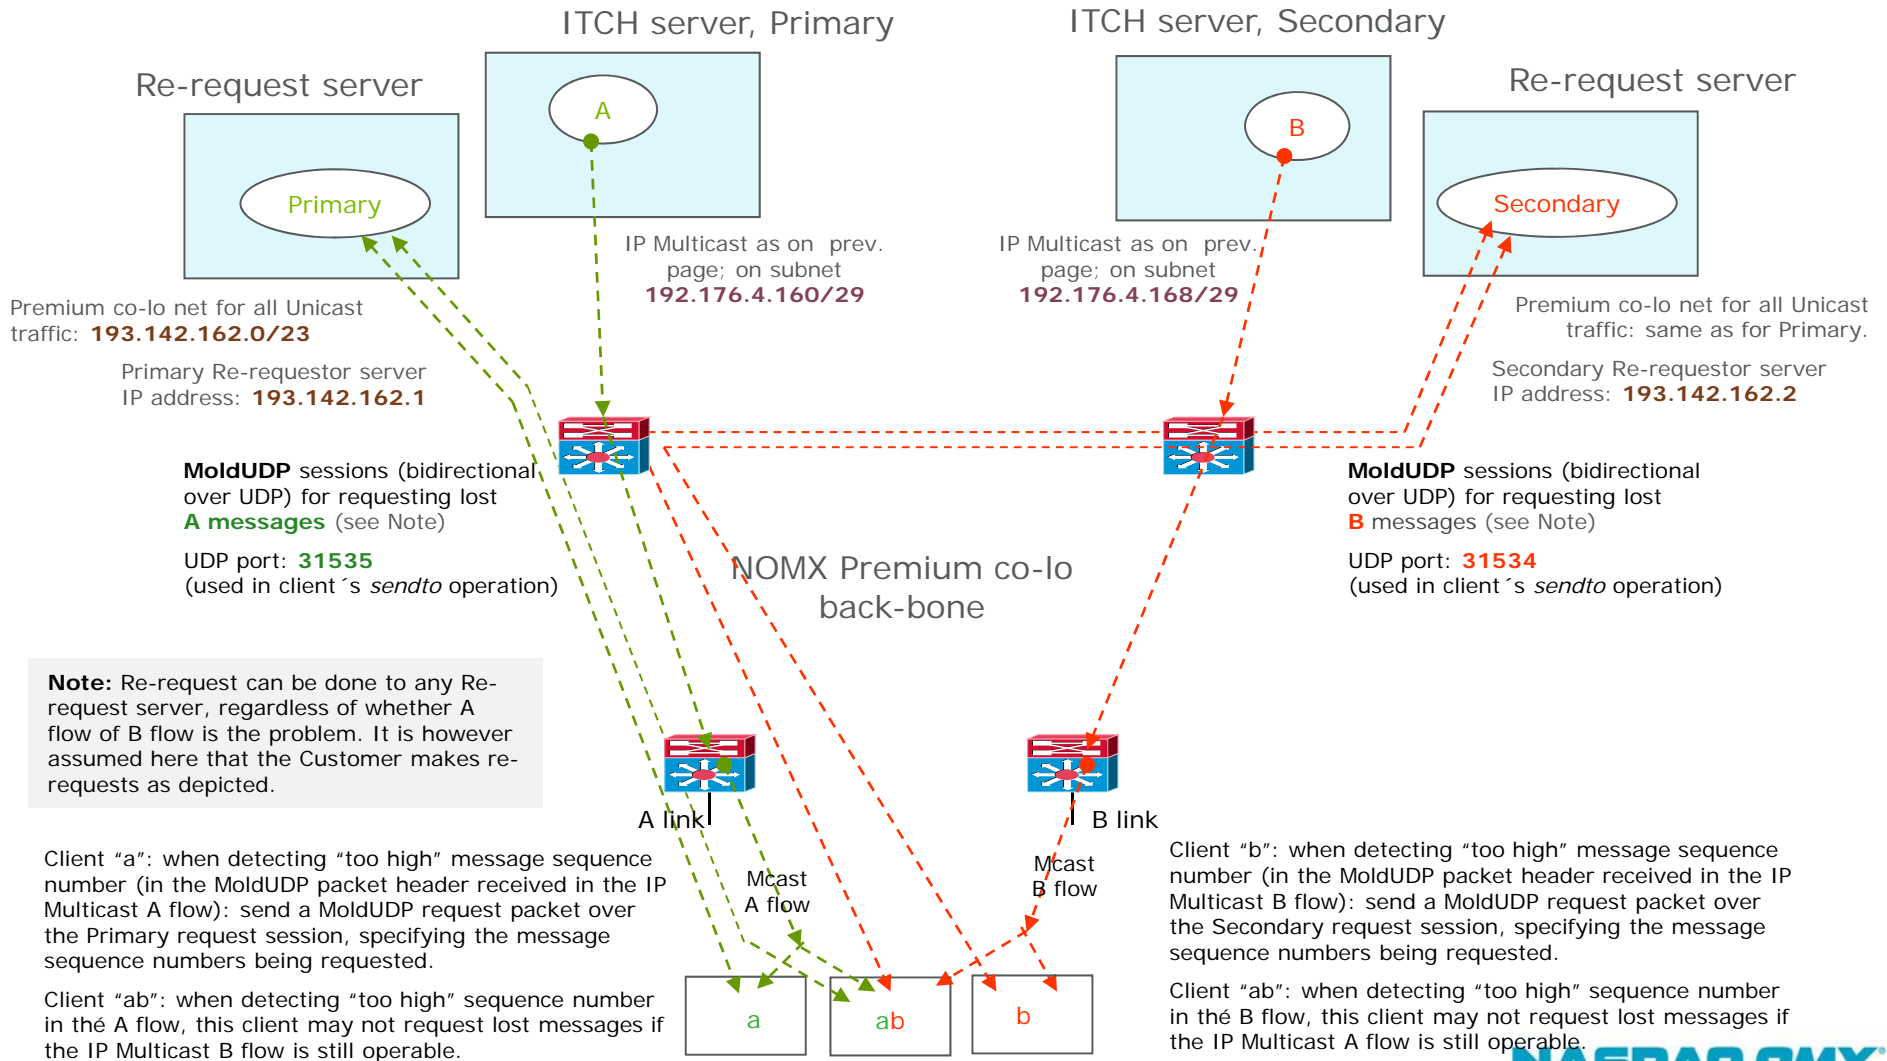 ITCH server, Primary
ITCH server, Secondary
Re-request server
Re-request server
A
B
Primary
Secondary
IP Multicast as on prev.
page; on subnet
192.176.4.160/29
IP Multicast as on prev.
page; on subnet
192.176.4.168/29
Premium co-lo net for all Unicast
traffic: 193.142.162.0/23
Primary Re-requestor server
IP address: 193.142.162.1
Premium co-lo net for all Unicast
traffic: same as for Primary.
Secondary Re-requestor server
IP address: 193.142.162.2
MoldUDP sessions (bidirectional
over UDP) for requesting lost
A messages (see Note)
UDP port: 31535
(used in client´s sendto operation)
MoldUDP sessions (bidirectional
over UDP) for requesting lost
B messages (see Note)
UDP port: 31534
(used in client´s sendto operation)
NOMX Premium co-lo
back-bone
Note: Re-request can be done to any Re-
request server, regardless of whether A
flow of B flow is the problem. It is however
assumed here that the Customer makes re-
requests as depicted.
A link
B link
Mcast
A flow
Mcast
B flow
Client “a”: when detecting “too high” message sequence
number (in the MoldUDP packet header received in the IP
Multicast A flow): send a MoldUDP request packet over
the Primary request session, specifying the message
sequence numbers being requested.
Client “ab”: when detecting “too high” sequence number
in thé A flow, this client may not request lost messages if
the IP Multicast B flow is still operable.
Client “b”: when detecting “too high” message sequence
number (in the MoldUDP packet header received in the IP
Multicast B flow): send a MoldUDP request packet over
the Secondary request session, specifying the message
sequence numbers being requested.
Client “ab”: when detecting “too high” sequence number
in thé B flow, this client may not request lost messages if
the IP Multicast A flow is still operable.
a
ab
b
NASDAQ OMX